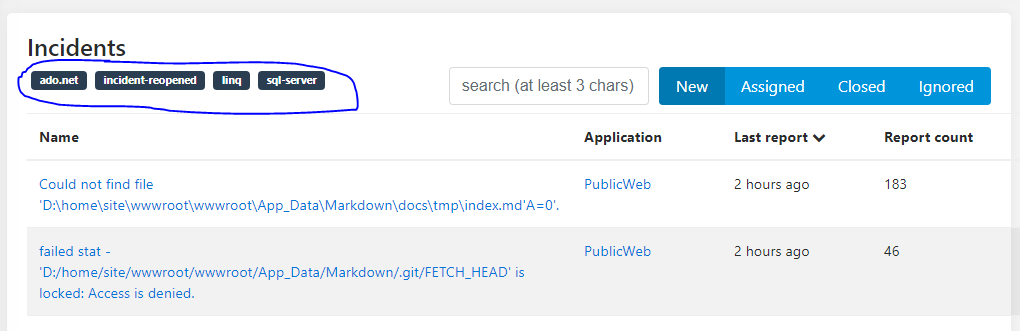 Incidents
ado.net incident-reopened linq sql-server
search (at least 3 chars) New Assigned Closed Ignored
Name Application Last report Report count
Could not find file PublicWeb 2 hours ago 183
'D:\home\site\wwwroot\wwwroot\App_Data\Markdown\docs\tmp\index.md'A=0'.
failed stat - PublicWeb 2 hours ago 46
'D:/home/site/wwwroot/wwwroot/App_Data/Markdown/.git/FETCH_HEAD' is
locked: Access is denied.